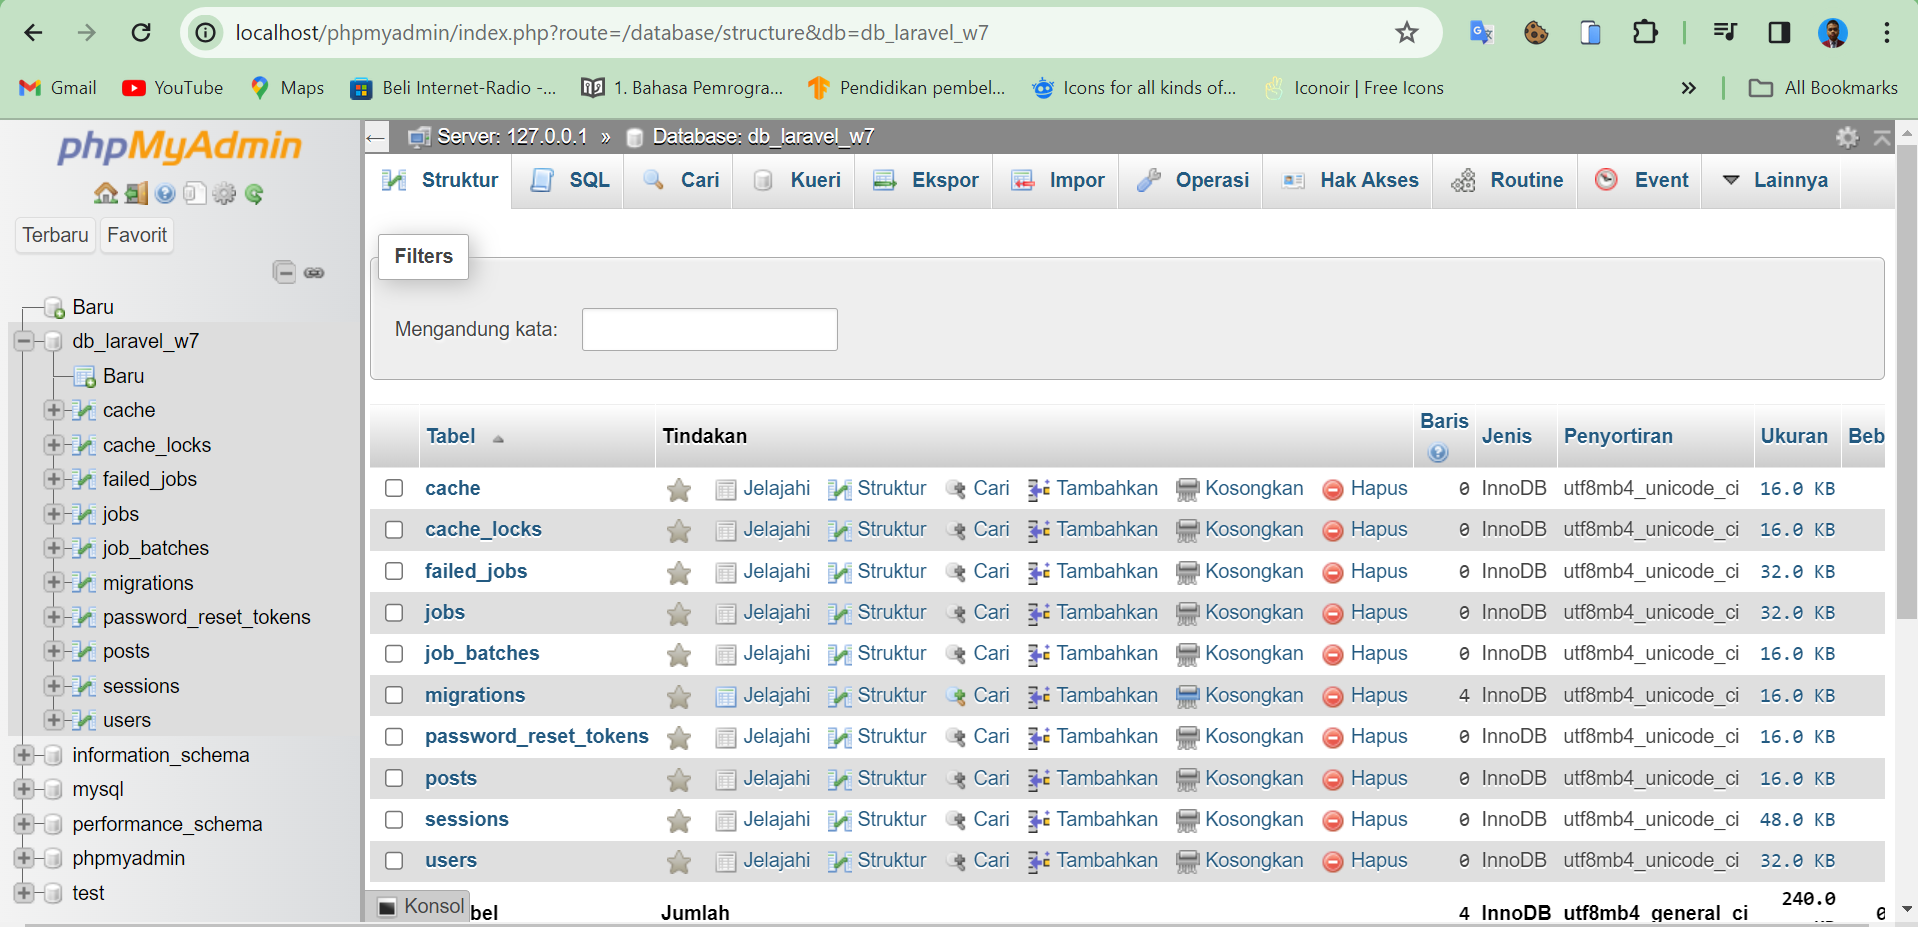 localhost/phpmyadmin/index.php?route=/database/structure&db=db_laravel_w7
Gmail YouTube Maps Beli Internet-Radio -... 1. Bahasa Pemrogra... Pendidikan pembel... Icons for all kinds of... Iconoir | Free Icons » All Bookmarks
phpMyAdmin
Terbaru Favorit
Baru
db_laravel_w7
Baru
cache
cache_locks
failed_jobs
jobs
job_batches
migrations
password_reset_tokens
posts
sessions
users
information_schema
mysql
performance_schema
phpmyadmin
test
Server: 127.0.0.1 » Database: db_laravel_w7
Struktur SQL Cari Kueri Ekspor Impor Operasi Hak Akses Routine Event Lainnya
Filters
Mengandung kata:
Tabel Tindakan Baris Jenis Penyortiran Ukuran Beb
cache Jelajahi Struktur Cari Tambahkan Kosongkan Hapus 0 InnoDB utf8mb4_unicode_ci 16.0 KB
cache_locks Jelajahi Struktur Cari Tambahkan Kosongkan Hapus 0 InnoDB utf8mb4_unicode_ci 16.0 KB
failed_jobs Jelajahi Struktur Cari Tambahkan Kosongkan Hapus 0 InnoDB utf8mb4_unicode_ci 32.0 KB
jobs Jelajahi Struktur Cari Tambahkan Kosongkan Hapus 0 InnoDB utf8mb4_unicode_ci 32.0 KB
job_batches Jelajahi Struktur Cari Tambahkan Kosongkan Hapus 0 InnoDB utf8mb4_unicode_ci 16.0 KB
migrations Jelajahi Struktur Cari Tambahkan Kosongkan Hapus 4 InnoDB utf8mb4_unicode_ci 16.0 KB
password_reset_tokens Jelajahi Struktur Cari Tambahkan Kosongkan Hapus 0 InnoDB utf8mb4_unicode_ci 16.0 KB
posts Jelajahi Struktur Cari Tambahkan Kosongkan Hapus 0 InnoDB utf8mb4_unicode_ci 16.0 KB
sessions Jelajahi Struktur Cari Tambahkan Kosongkan Hapus 0 InnoDB utf8mb4_unicode_ci 48.0 KB
users Jelajahi Struktur Cari Tambahkan Kosongkan Hapus 0 InnoDB utf8mb4_unicode_ci 32.0 KB
Konsol bel Jumlah 4 InnoDB utf8mb4_general_ci 240.0